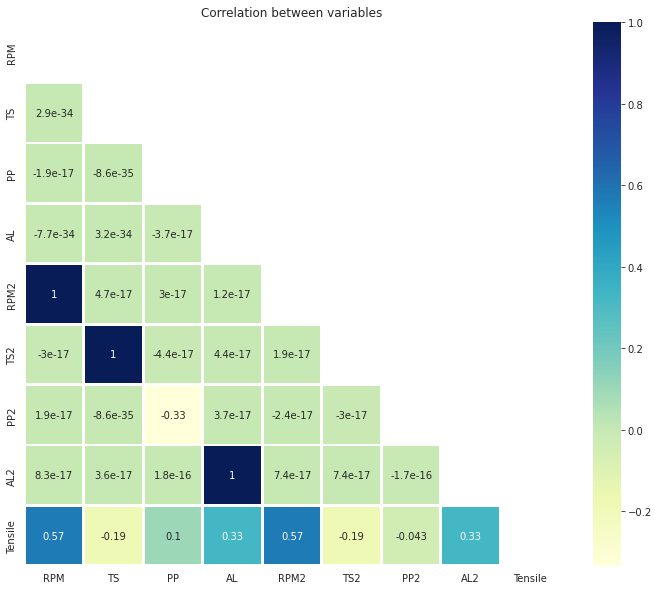 Correlation between variables
RPM
TS 2.9e-34
PP -1.9e-17 -8.6e-35
AL -7.7e-34 3.2e-34 -3.7e-17
RPM2 1 4.7e-17 3e-17 1.2e-17
TS2 -3e-17 1 -4.4e-17 4.4e-17 1.9e-17
PP2 1.9e-17 -8.6e-35 -0.33 3.7e-17 -2.4e-17 -3e-17
AL2 8.3e-17 3.6e-17 1.8e-16 1 7.4e-17 7.4e-17 -1.7e-16
Tensile 0.57 -0.19 0.1 0.33 0.57 -0.19 -0.043 0.33
RPM TS PP AL RPM2 TS2 PP2 AL2 Tensile
1.0
0.8
0.6
0.4
0.2
0.0
−0.2